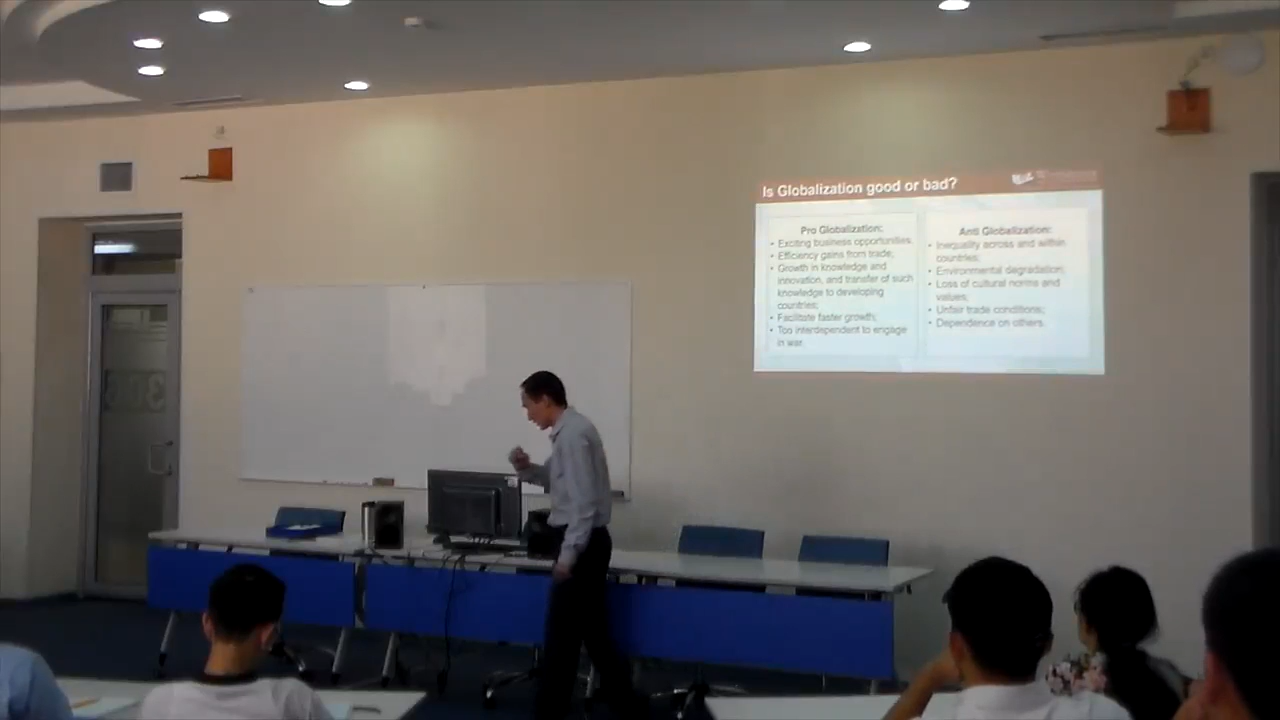 Is Globalization good or bad?
Pro Globalization:
• Exciting business opportunities;
• Efficiency gains from trade;
• Growth in knowledge and
innovation, and transfer of such
knowledge to developing
countries;
• Facilitate faster growth;
• Too interdependent to engage
in war.
Anti Globalization:
• Inequality across and within
countries;
• Environmental degradation;
• Loss of cultural norms and
values;
• Unfair trade conditions;
• Dependence on others.